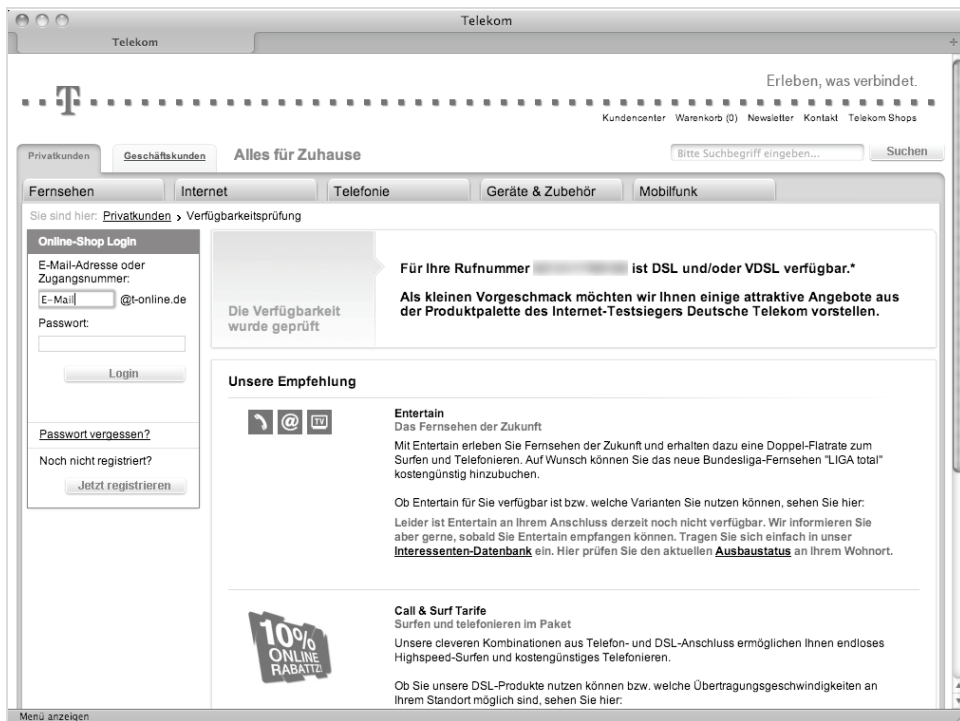 Telekom
Telekom
Erleben, was verbindet.
Kundencenter Warenkorb (0) Newsletter Kontakt Telekom Shops
Privatkunden Geschäftskunden Alles für Zuhause Bitte Suchbegriff eingeben... Suchen
Fernsehen Internet Telefonie Geräte & Zubehör Mobilfunk
Sie sind hier: Privatkunden › Verfügbarkeitsprüfung
Online-Shop Login
E-Mail-Adresse oder
Zugangsnummer:
E-Mail @t-online.de
Passwort:
Login
Passwort vergessen?
Noch nicht registriert?
Jetzt registrieren
Die Verfügbarkeit
wurde geprüft
Für Ihre Rufnummer ist DSL und/oder VDSL verfügbar.*
Als kleinen Vorgeschmack möchten wir Ihnen einige attraktive Angebote aus
der Produktpalette des Internet-Testsiegers Deutsche Telekom vorstellen.
Unsere Empfehlung
TV
Entertain
Das Fernsehen der Zukunft
Mit Entertain erleben Sie Fernsehen der Zukunft und erhalten dazu eine Doppel-Flatrate zum
Surfen und Telefonieren. Auf Wunsch können Sie das neue Bundesliga-Fernsehen "LIGA total"
kostengünstig hinzubuchen.
Ob Entertain für Sie verfügbar ist bzw. welche Varianten Sie nutzen können, sehen Sie hier:
Leider ist Entertain an Ihrem Anschluss derzeit noch nicht verfügbar. Wir informieren Sie
aber gerne, sobald Sie Entertain empfangen können. Tragen Sie sich einfach in unser
Interessenten-Datenbank ein. Hier prüfen Sie den aktuellen Ausbaustatus an Ihrem Wohnort.
10%
ONLINE
RABATT2)
Call & Surf Tarife
Surfen und telefonieren im Paket
Unsere cleveren Kombinationen aus Telefon- und DSL-Anschluss ermöglichen Ihnen endloses
Highspeed-Surfen und kostengünstiges Telefonieren.
Ob Sie unsere DSL-Produkte nutzen können bzw. welche Übertragungsgeschwindigkeiten an
Ihrem Standort möglich sind, sehen Sie hier:
Menü anzeigen